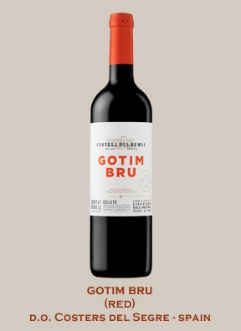 CASTELL DEL REMEI
GOTIM
BRU
GOTIM BRU
(RED)
D.O. COSTERS DEL SEGRE - SPAIN